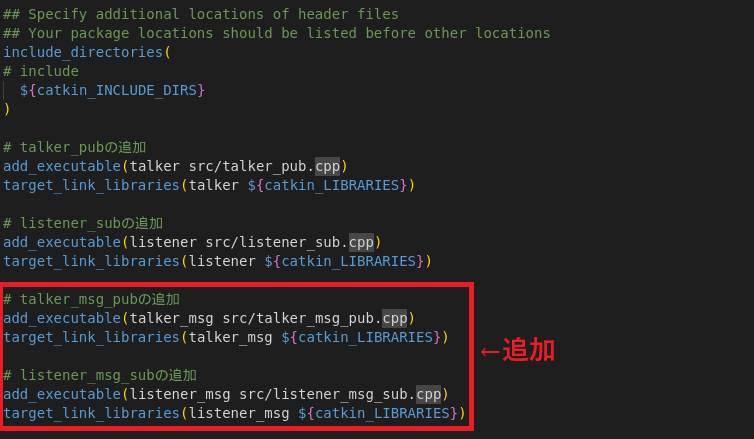 ## Specify additional locations of header files
## Your package locations should be listed before other locations
include_directories(
# include
  ${catkin_INCLUDE_DIRS}
)
# talker_pubの追加
add_executable(talker src/talker_pub.cpp)
target_link_libraries(talker ${catkin_LIBRARIES})
# listener_subの追加
add_executable(listener src/listener_sub.cpp)
target_link_libraries(listener ${catkin_LIBRARIES})
# talker_msg_pubの追加
add_executable(talker_msg src/talker_msg_pub.cpp)
target_link_libraries(talker_msg ${catkin_LIBRARIES})
←追加
# listener_msg_subの追加
add_executable(listener_msg src/listener_msg_sub.cpp)
target_link_libraries(listener_msg ${catkin_LIBRARIES})